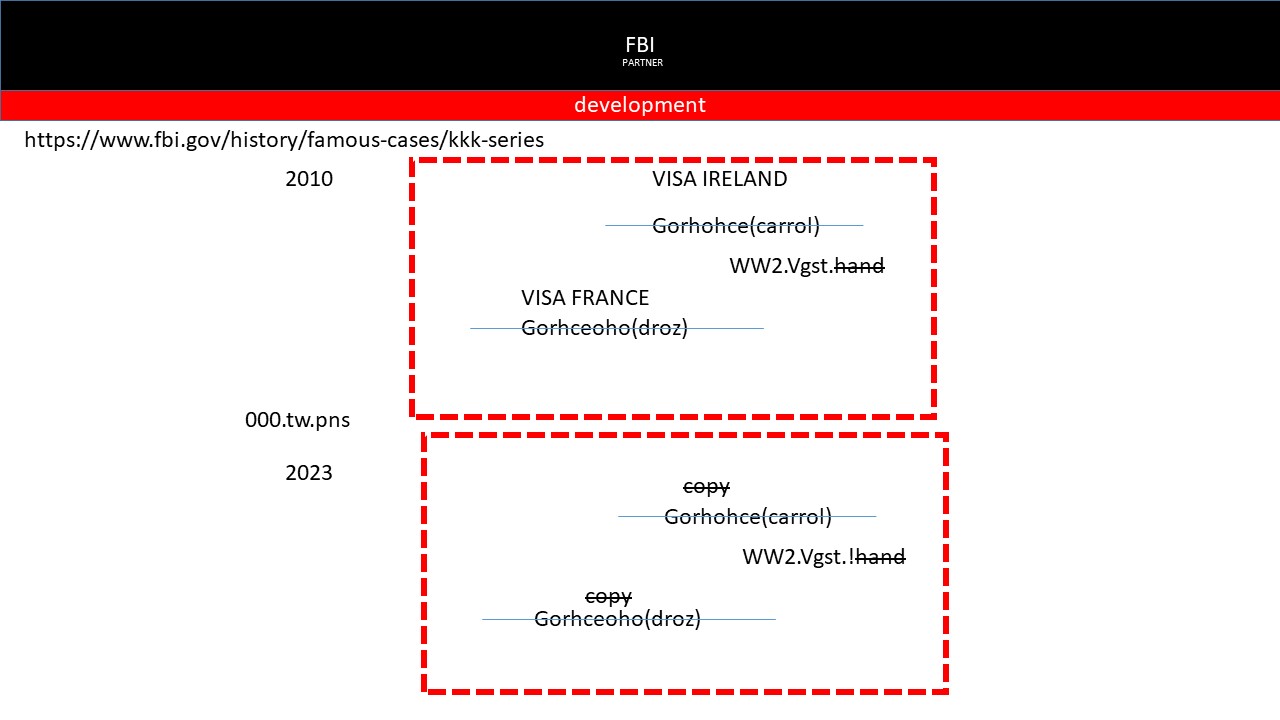 FBI
PARTNER
development
https://www.fbi.gov/history/famous-cases/kkk-series
2010
VISA IRELAND
Gorhohce(carrol)
WW2.Vgst.hand
VISA FRANCE
Gorhceoho(droz)
000.tw.pns
2023
copy
Gorhohce(carrol)
WW2.Vgst.!hand
copy
Gorhceoho(droz)